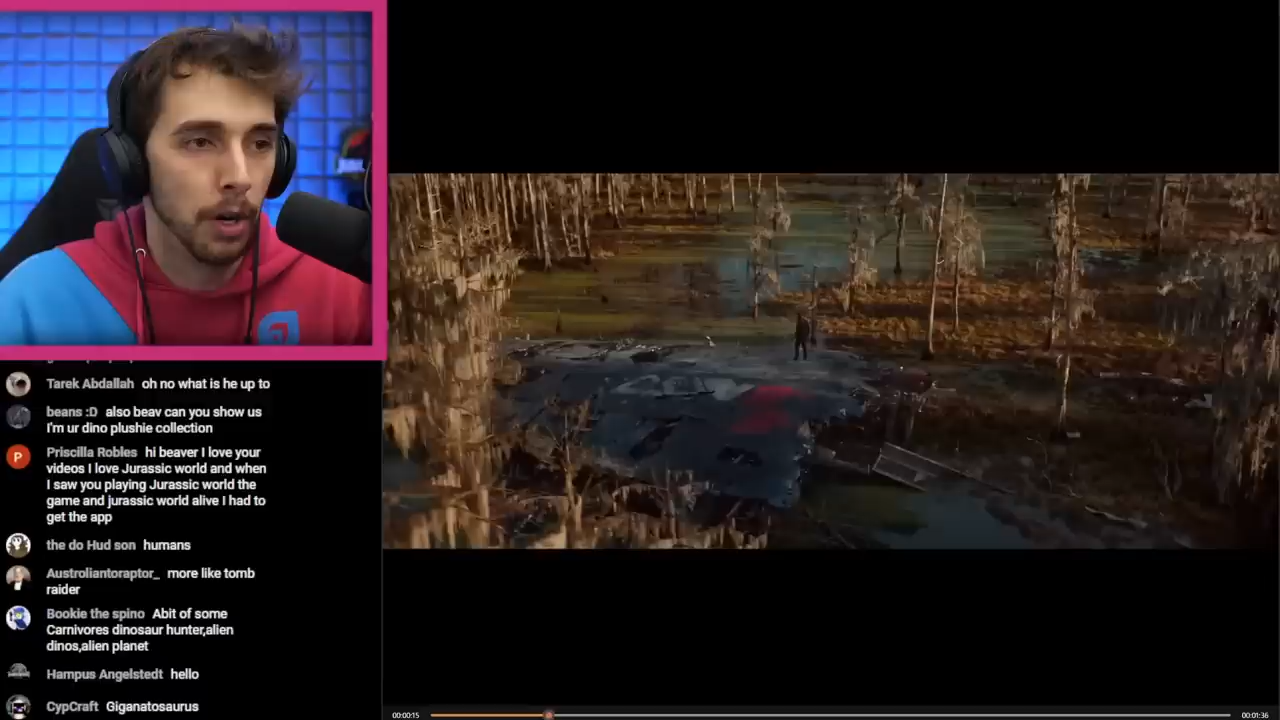 Tarek Abdallah oh no what is he up to
beans :D also beav can you show us
I'm ur dino plushie collection
Priscilla Robles hi beaver I love your
videos I love Jurassic world and when
I saw you playing Jurassic world the
game and jurassic world alive I had to
get the app
the do Hud son humans
Austroliantoraptor_ more like tomb
raider
Bookie the spino Abit of some
Carnivores dinosaur hunter,alien
dinos,alien planet
Hampus Angelstedt hello
CypCraft Giganatosaurus
P
00:00:15
00:01:36